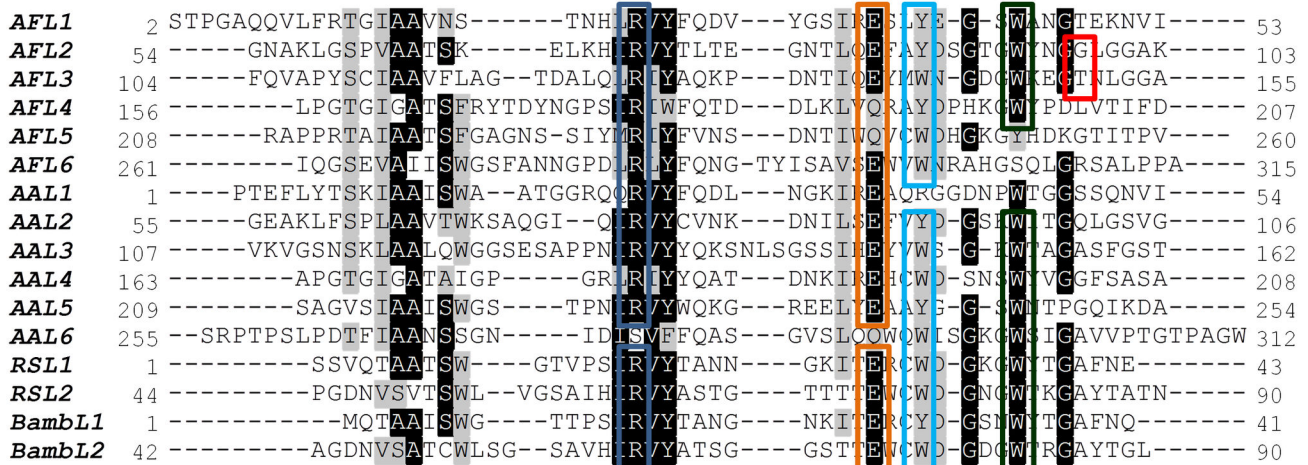 AFL1 2 STPGAQQVLFRTGIAAVNS------TNHLRVYFQDV---YGSIRESLYE-G-SWANGTEKNVI----- 53
AFL2 54 -----GNAKLGSPVAATSK-----ELKHIRVYTLTE---GNTLQEFAYDSGTGWYNGGLGGAK----- 103
AFL3 104 -----FQVAPYSCIAAVFLAG--TDALQLRIYAQKP---DNTIQEYMWN-GDGWKEGTNLGGA----- 155
AFL4 156 --------LPGTGIGATSFRYTDYNGPSIRIWFQTD---DLKLVQRAYDPHKGWYPDLVTIFD----- 207
AFL5 208 ------RAPPRTAIAATSFGAGNS-SIYMRIYFVNS---DNTIWQVCWDHGKGYHDKGTITPV----- 260
AFL6 261 -------IQGSEVAIISWGSFANNGPDLRLYFQNG-TYISAVSEWVWNRAHGSQLGRSALPPA----- 315
AAL1 1 ----PTEFLYTSKIAAISWA--ATGGRQQRVYFQDL---NGKIREAQRGGDNPWTGGSSQNVI----- 54
AAL2 55 -----GEAKLFSPLAAVTWKSAQGI--QIRVYCVNK---DNILSEFVYD-GSKWITGQLGSVG----- 106
AAL3 107 -----VKVGSNSKLAALQWGGSESAPPNIRVYYQKSNLSGSSIHEYVWS-G-KWTAGASFGST----- 162
AAL4 163 --------APGTGIGATAIGP----GRLRIYYQAT---DNKIREHCWD-SNSWYVGGFSASA----- 208
AAL5 209 --------SAGVSIAAISWGS----TPNIRVYWQKG---REELYEAAYG-G-SWNTPGQIKDA----- 254
AAL6 255 --SRPTPSLPDTFIAANSSGN----IDISVFFQAS---GVSLQQWQWISGKGWSIGAVVPTGTPAGW 312
RSL1 1 -------SSVQTAATSW---GTVPSIRVYTANN---GKITERCWD-GKGWYTGAFNE---- 43
RSL2 44 -------PGDNVSVTSWL--VGSAIHIRVYASTG---TTTTEWCWD-GNGWTKGAYTATN---- 90
BambL1 1 ---------MQTAAISWG----TTPSIRVYTANG---NKITERCYD-GSNWYTGAFNQ---- 41
BambL2 42 ---------AGDNVSATCWLSG--SAVHIRVYATSG---GSTTEWCWD-GDGWTRGAYTGL---- 90